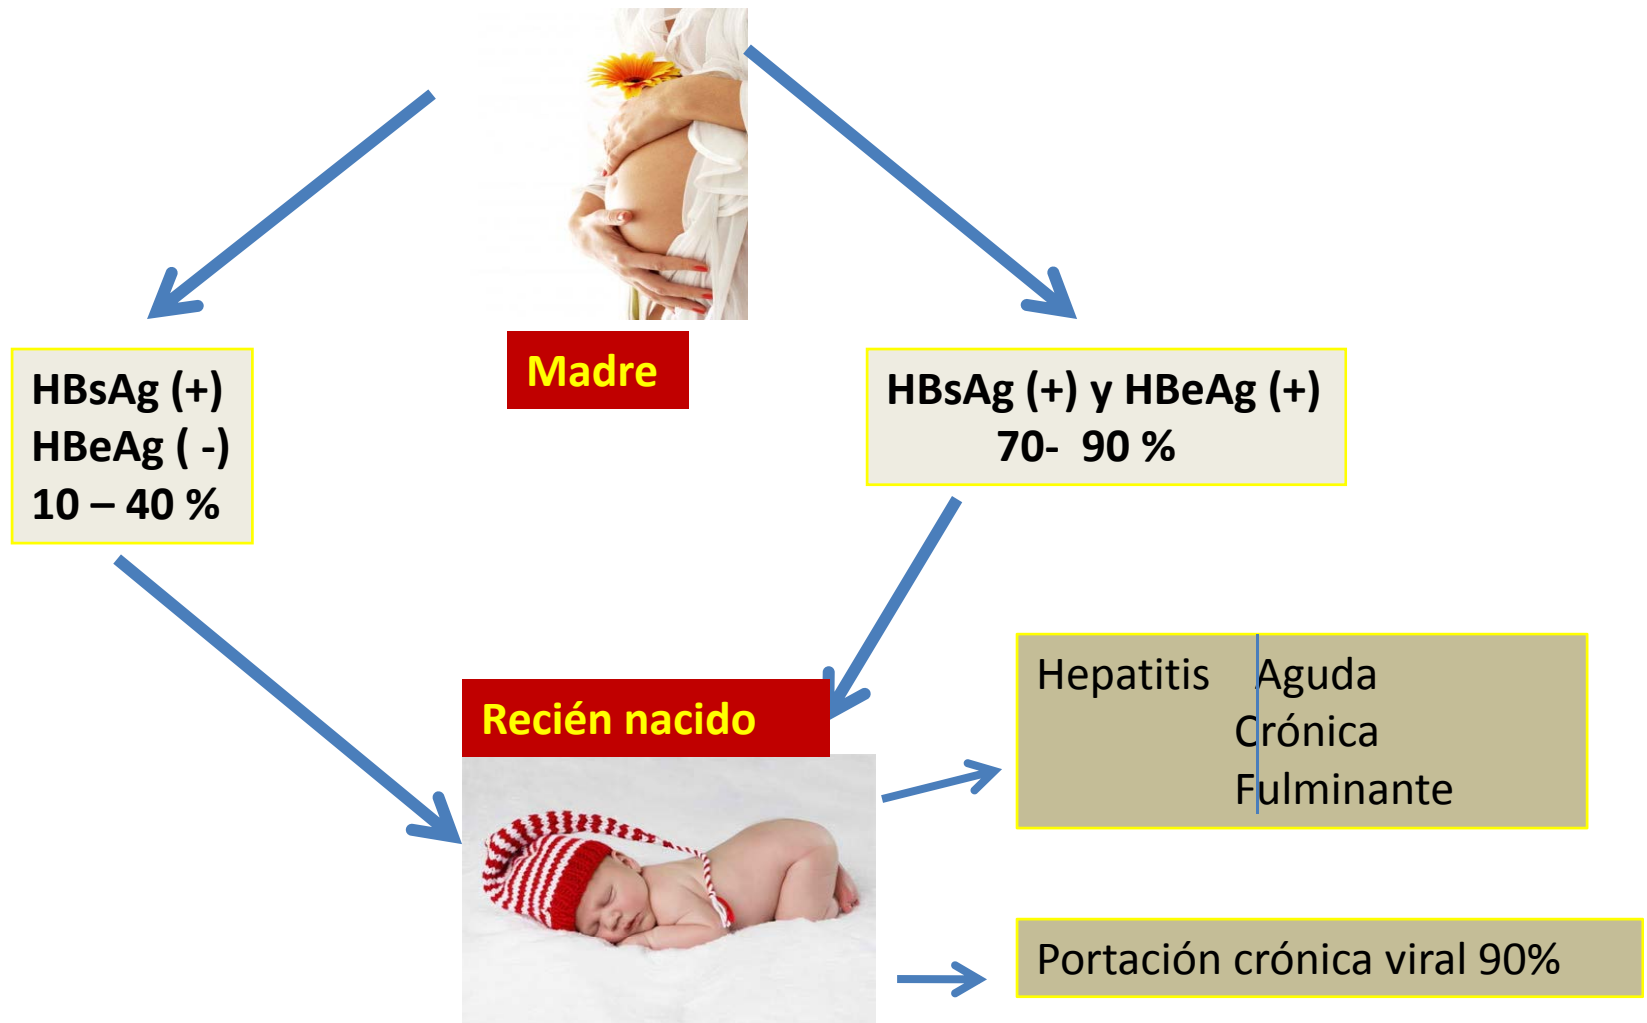 Madre
HBsAg (+)
HBeAg ( -)
10 – 40 %
HBsAg (+) y HBeAg (+)
70-  90 %
Recién nacido
Hepatitis    Aguda
Crónica
Fulminante
Portación crónica viral 90%